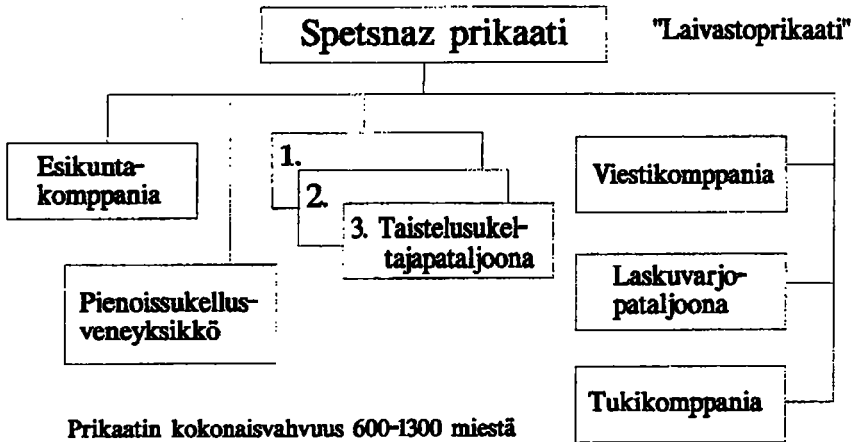 Spetsnaz prikaati
"Laivastoprikaati"
Esikunta-
komppania
1.
2.
3. Taistelusukel-
tajapataljoona
Pienoissukellus-
veneyksikkö
Viestikomppania
Laskuvarjo-
pataljoona
Tukikomppania
Prikaatin kokonaisvahvuus 600-1300 miestä